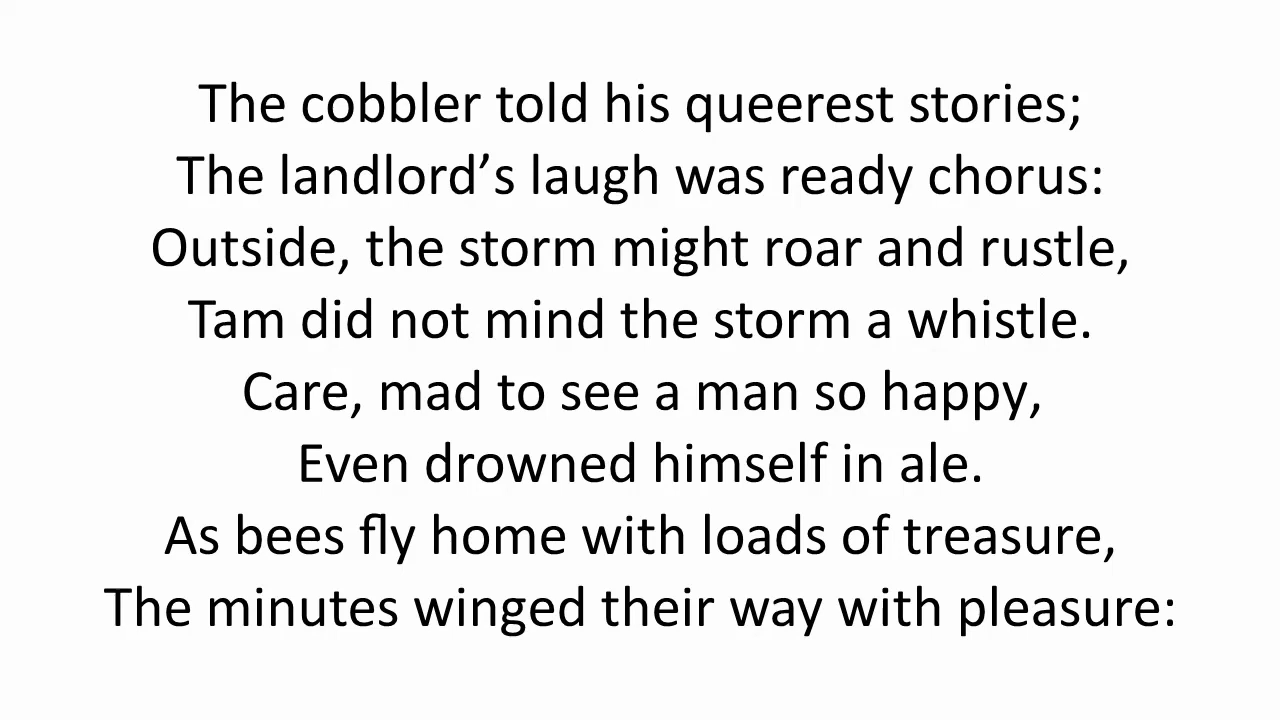 The cobbler told his queerest stories;
The landlord’s laugh was ready chorus:
Outside, the storm might roar and rustle,
Tam did not mind the storm a whistle.
Care, mad to see a man so happy,
Even drowned himself in ale.
As bees fly home with loads of treasure,
The minutes winged their way with pleasure: